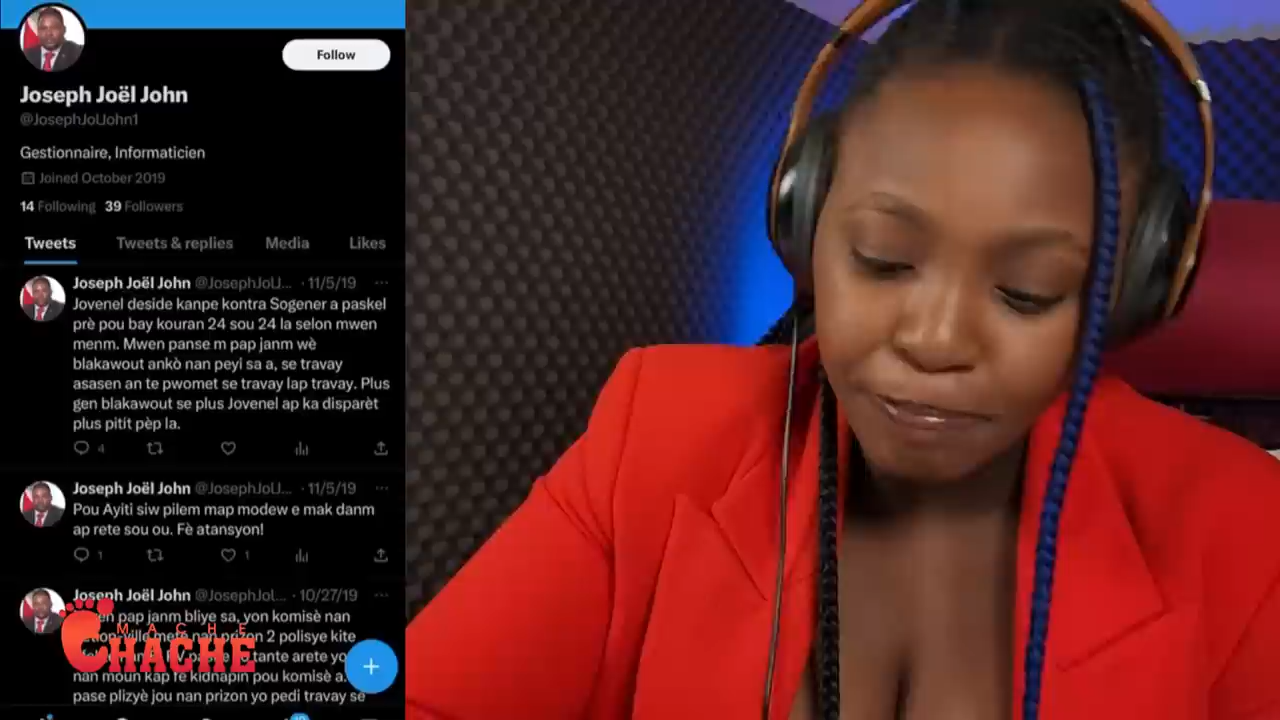 Follow
Joseph Joël John
@JosephJolJohn1
Gestionnaire, Informaticien
Joined October 2019
14 Following 39 Followers
Tweets Tweets & replies Media Likes
Joseph Joël John @JosephJolJ... · 11/5/19 ...
Jovenel deside kanpe kontra Sogener a paskel
prè pou bay kouran 24 sou 24 la selon mwen
menm. Mwen panse m pap janm wè
blakawout ankò nan peyi sa a, se travay
asasen an te pwomet se travay lap travay. Plus
gen blakawout se plus Jovenel ap ka disparèt
plus pitit pèp la.
4
Joseph Joël John @JosephJolJ... · 11/5/19 ...
Pou Ayiti siw pilem map modew e mak danm
ap rete sou ou. Fè atansyon!
1 1
Joseph Joël John @JosephJolJ... · 10/27/19 ...
pap janm bliye sa, yon komisè nan
nan prizon 2 polisye kite
tante arete
nan moun kap fè kidnapin pou komisè a.
pase plizyè jou nan prizon yo pedi travay se
MACHE
CHACHE